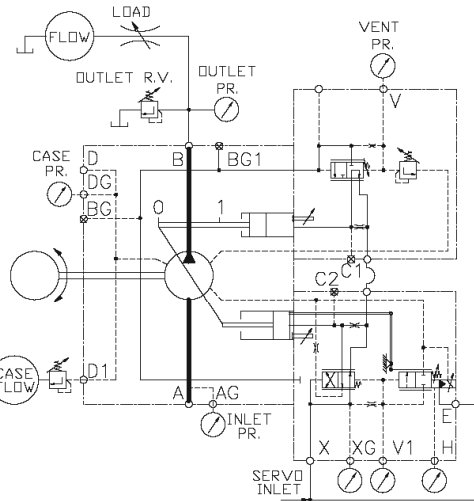 LOAD
FLOW
VENT
PR.
OUTLET R.V.
OUTLET
PR.
V
CASE
PR.
D
B
BG1
DG
BG
0
1
C1
C2
CASE
FLOW
D1
A
AG
E
INLET
PR.
X
XG
V1
H
SERVO
INLET